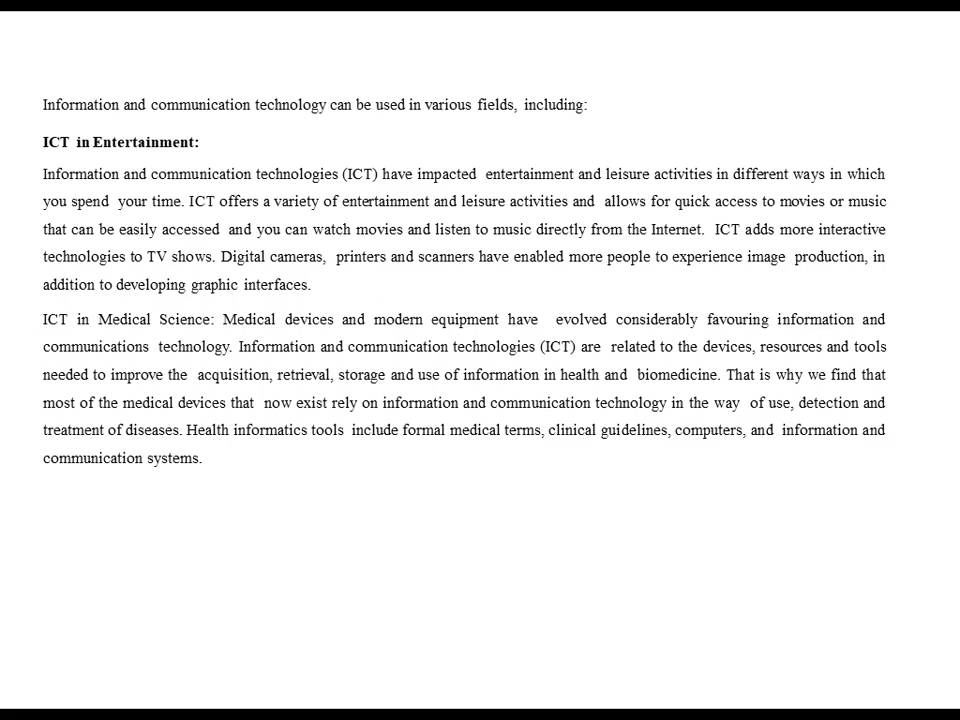 Information and communication technology can be used in various fields, including:
ICT in Entertainment:
Information and communication technologies (ICT) have impacted entertainment and leisure activities in different ways in which
you spend your time. ICT offers a variety of entertainment and leisure activities and allows for quick access to movies or music
that can be easily accessed and you can watch movies and listen to music directly from the Internet. ICT adds more interactive
technologies to TV shows. Digital cameras, printers and scanners have enabled more people to experience image production, in
addition to developing graphic interfaces.
ICT in Medical Science: Medical devices and modern equipment have evolved considerably favouring information and
communications technology. Information and communication technologies (ICT) are related to the devices, resources and tools
needed to improve the acquisition, retrieval, storage and use of information in health and biomedicine. That is why we find that
most of the medical devices that now exist rely on information and communication technology in the way of use, detection and
treatment of diseases. Health informatics tools include formal medical terms, clinical guidelines, computers, and information and
communication systems.